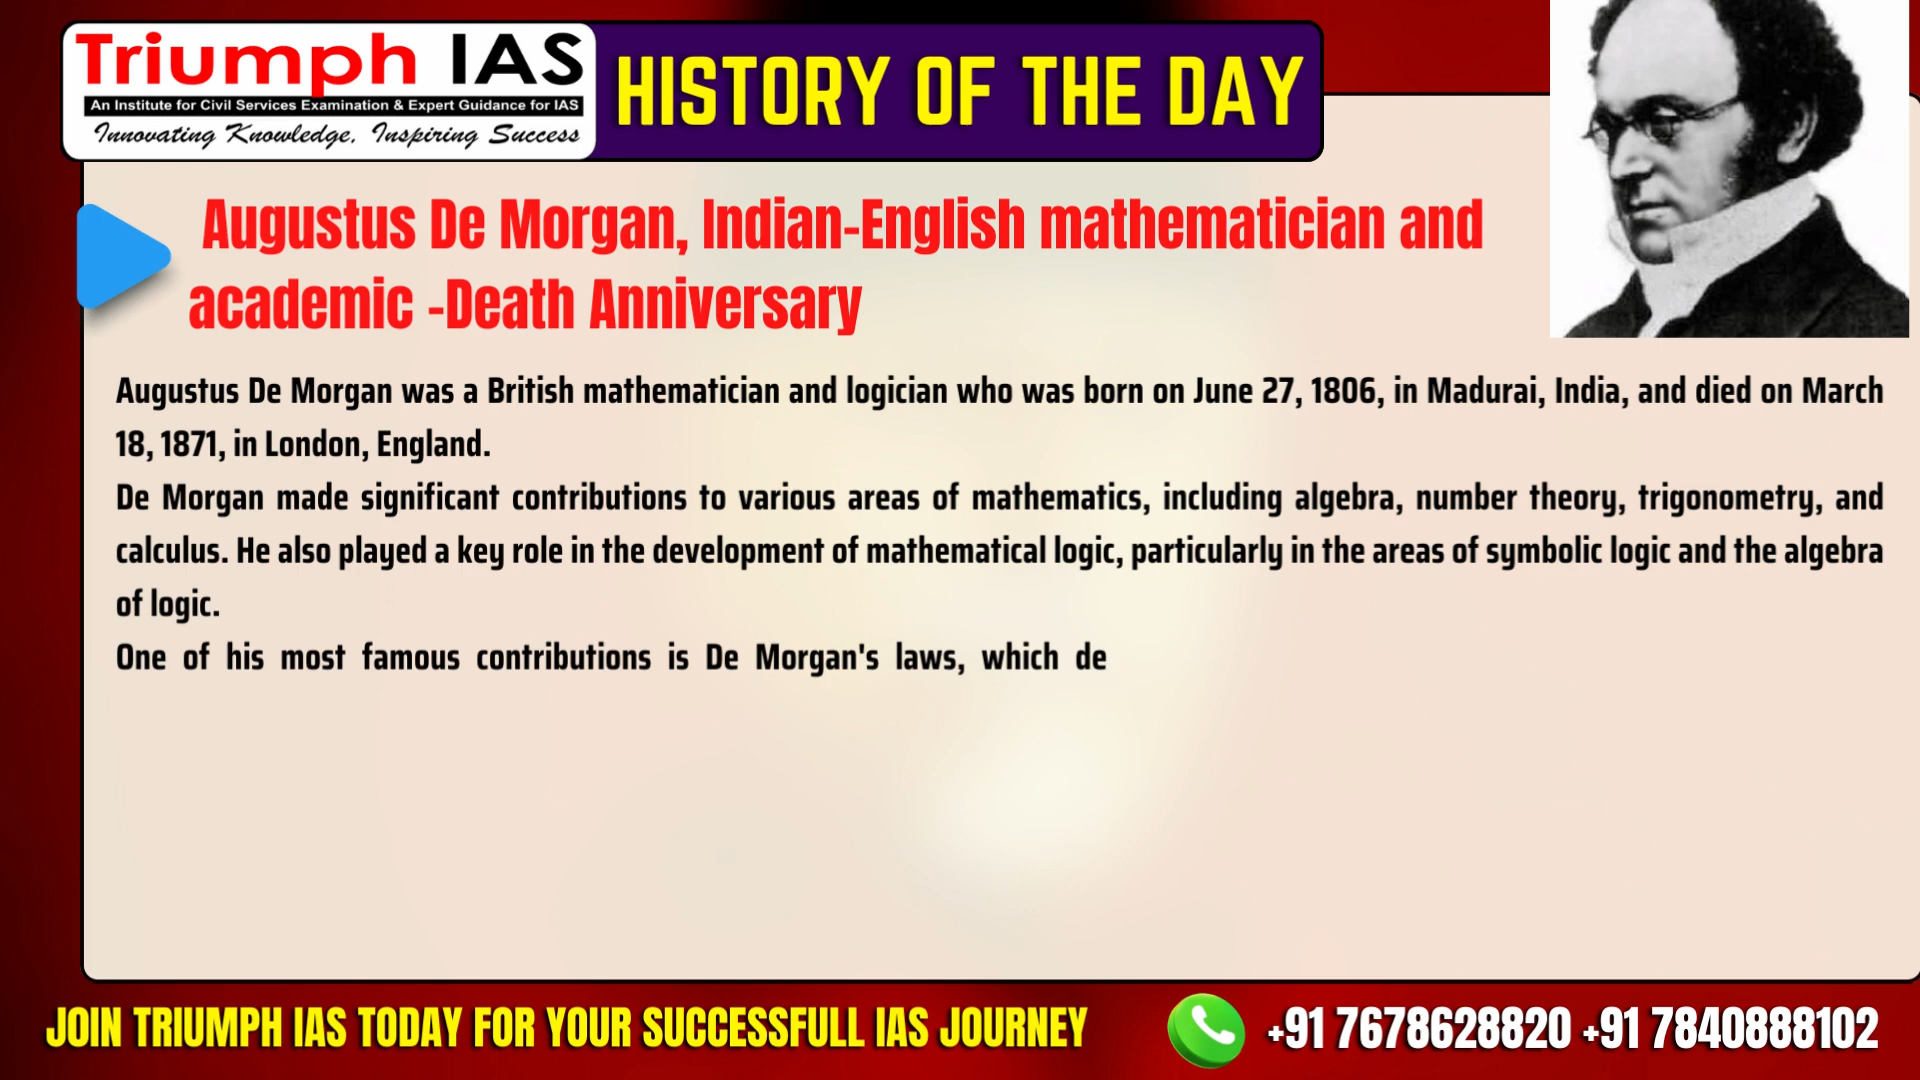 Triumph IAS
An Institute for Civil Services Examination & Expert Guidance for IAS
Innovating Knowledge, Inspiring Success
HISTORY OF THE DAY
Augustus De Morgan, Indian-English mathematician and
academic -Death Anniversary
Augustus De Morgan was a British mathematician and logician who was born on June 27, 1806, in Madurai, India, and died on March
18, 1871, in London, England.
De Morgan made significant contributions to various areas of mathematics, including algebra, number theory, trigonometry, and
calculus. He also played a key role in the development of mathematical logic, particularly in the areas of symbolic logic and the algebra
of logic.
One of his most famous contributions is De Morgan's laws, which de
JOIN TRIUMPH IAS TODAY FOR YOUR SUCCESSFULL IAS JOURNEY
+91 7678628820 +91 7840888102